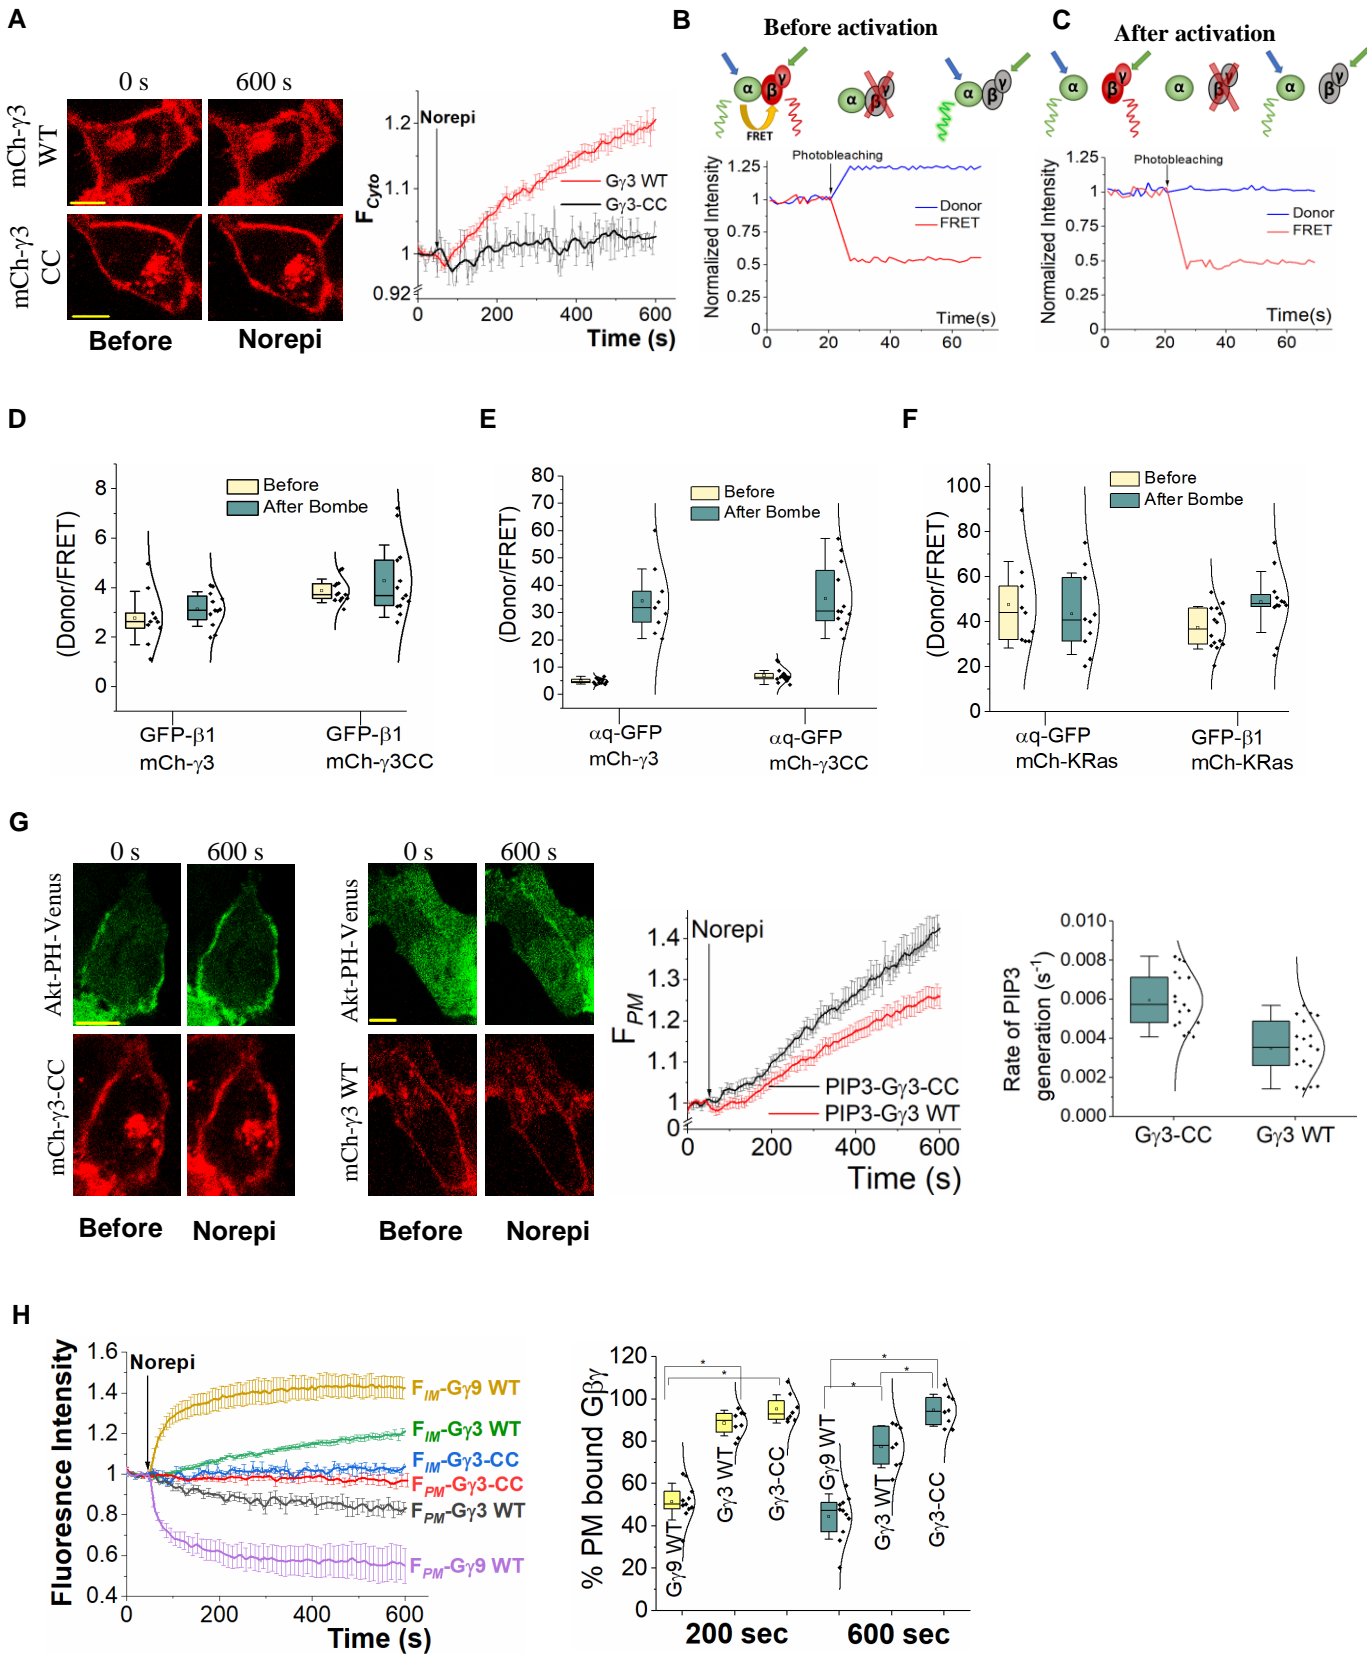 A
0 s
600 s
mCh-γ3
WT
mCh-γ3
CC
Before
Norepi
F_Cyto
1.2
1.1
1
0.92
Norepi
Gγ3 WT
Gγ3-CC
0
200
400
600
Time (s)
B
Before activation
α
β
γ
FRET
α
β
γ
α
β
γ
Normalized Intensity
1.25
1
0.75
0.5
0.25
0
Photobleaching
Donor
FRET
Time(s)
0
20
40
60
C
After activation
α
β
γ
α
β
γ
α
β
γ
Normalized Intensity
1.25
1
0.75
0.5
0.25
0
Photobleaching
Donor
FRET
Time(s)
0
20
40
60
D
(Donor/FRET)
8
6
4
2
0
Before
After Bombe
GFP-β1
mCh-γ3
GFP-β1
mCh-γ3CC
E
(Donor/FRET)
80
70
60
50
40
30
20
10
0
Before
After Bombe
αq-GFP
mCh-γ3
αq-GFP
mCh-γ3CC
F
(Donor/FRET)
100
80
60
40
20
0
Before
After Bombe
αq-GFP
mCh-KRas
GFP-β1
mCh-KRas
G
0 s
600 s
Akt-PH-Venus
mCh-γ3-CC
Before
Norepi
0 s
600 s
Akt-PH-Venus
mCh-γ3 WT
Before
Norepi
F_PM
1.4
1.3
1.2
1.1
1
0
Norepi
PIP3-Gγ3-CC
PIP3-Gγ3 WT
0
200
400
600
Time (s)
Rate of PIP3
generation (s⁻¹)
0.010
0.008
0.006
0.004
0.002
0.000
Gγ3-CC
Gγ3 WT
H
Fluoresence Intensity
1.6
1.4
1.2
1
0.8
0.6
0.4
Norepi
F_IM-Gγ9 WT
F_IM-Gγ3 WT
F_IM-Gγ3-CC
F_PM-Gγ3-CC
F_PM-Gγ3 WT
F_PM-Gγ9 WT
0
200
400
600
Time (s)
% PM bound Gβγ
120
100
80
60
40
20
0
*
*
*
*
*
Gγ9 WT
Gγ3 WT
Gγ3-CC
Gγ9 WT
Gγ3 WT
Gγ3-CC
200 sec
600 sec